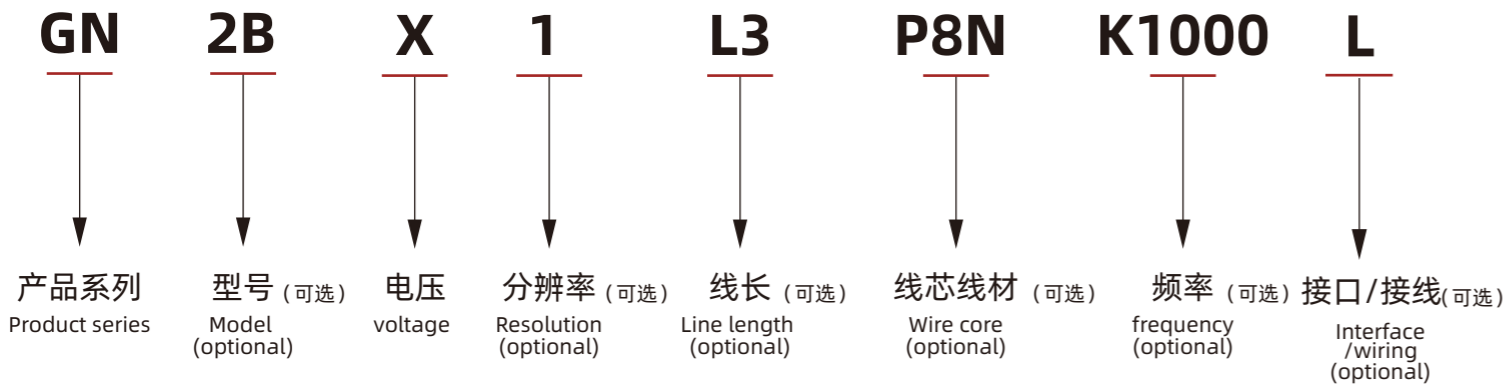 GN 2B X 1 L3 P8N K1000 L
产品系列 型号(可选) 电压 分辨率(可选) 线长(可选) 线芯线材(可选) 频率(可选) 接口/接线(可选)
Product series Model voltage Resolution Line length Wire core frequency Interface
(optional) (optional) (optional) (optional) (optional) /wiring
(optional)